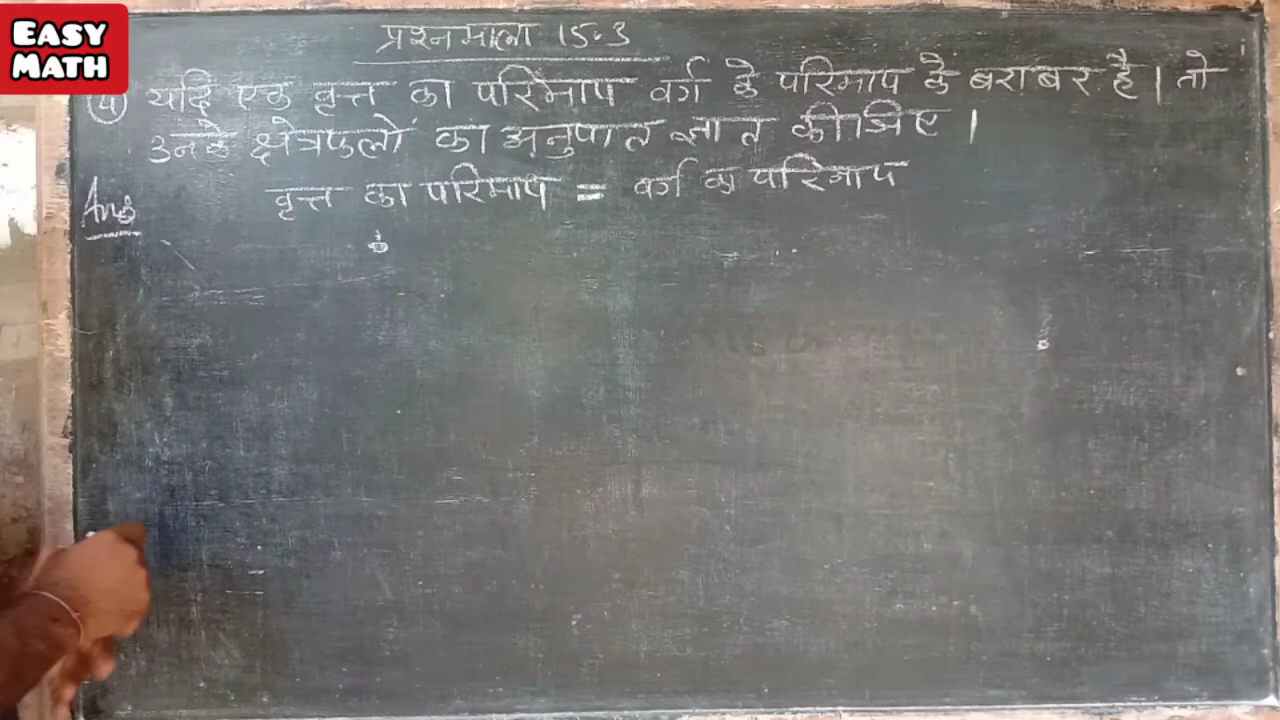 EASY
MATH
प्रश्नमाला 15.3
(4) यदि एक वृत्त का परिमाप वर्ग के परिमाप के बराबर है। तो
उनके क्षेत्रफलों का अनुपात ज्ञात कीजिए।
Ans
वृत्त का परिमाप = वर्ग का परिमाप